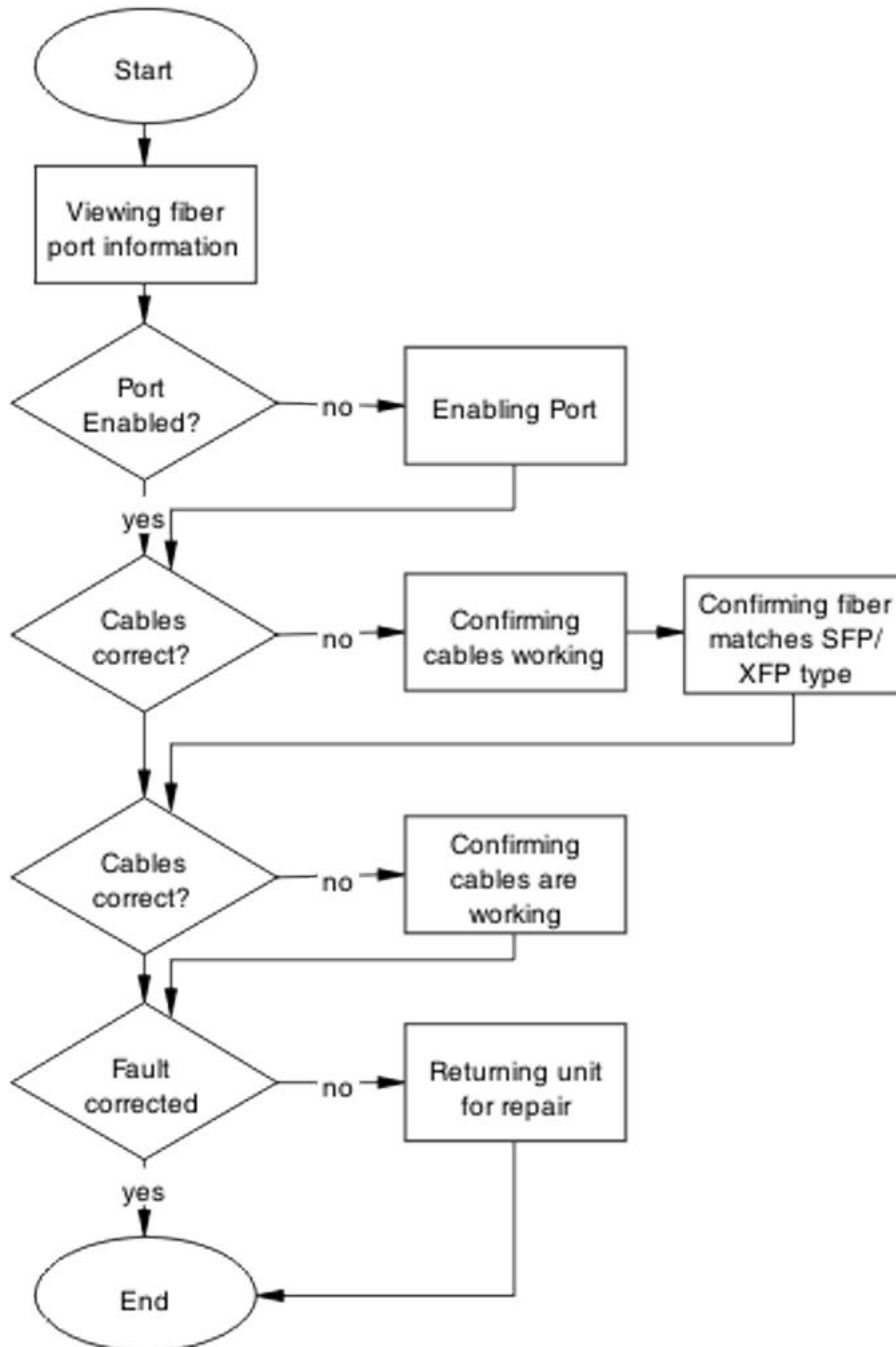 Start
Viewing fiber
port information
Port
Enabled?
no
Enabling Port
yes
Cables
correct?
no
Confirming
cables working
Confirming fiber
matches SFP/
XFP type
Cables
correct?
no
Confirming
cables are
working
Fault
corrected
no
Returning unit
for repair
yes
End